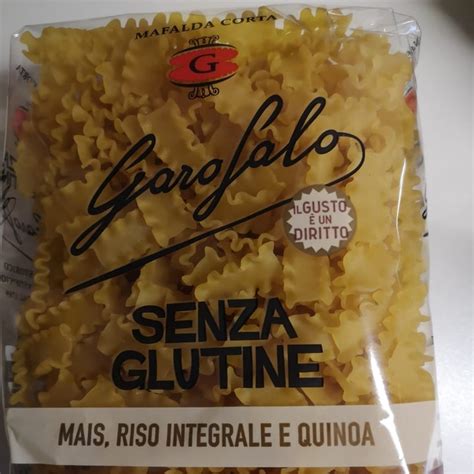 MAFALDA CORTA
G
Garofalo
IL GUSTO
È UN
DIRITTO
SENZA
GLUTINE
MAIS, RISO INTEGRALE E QUINOA